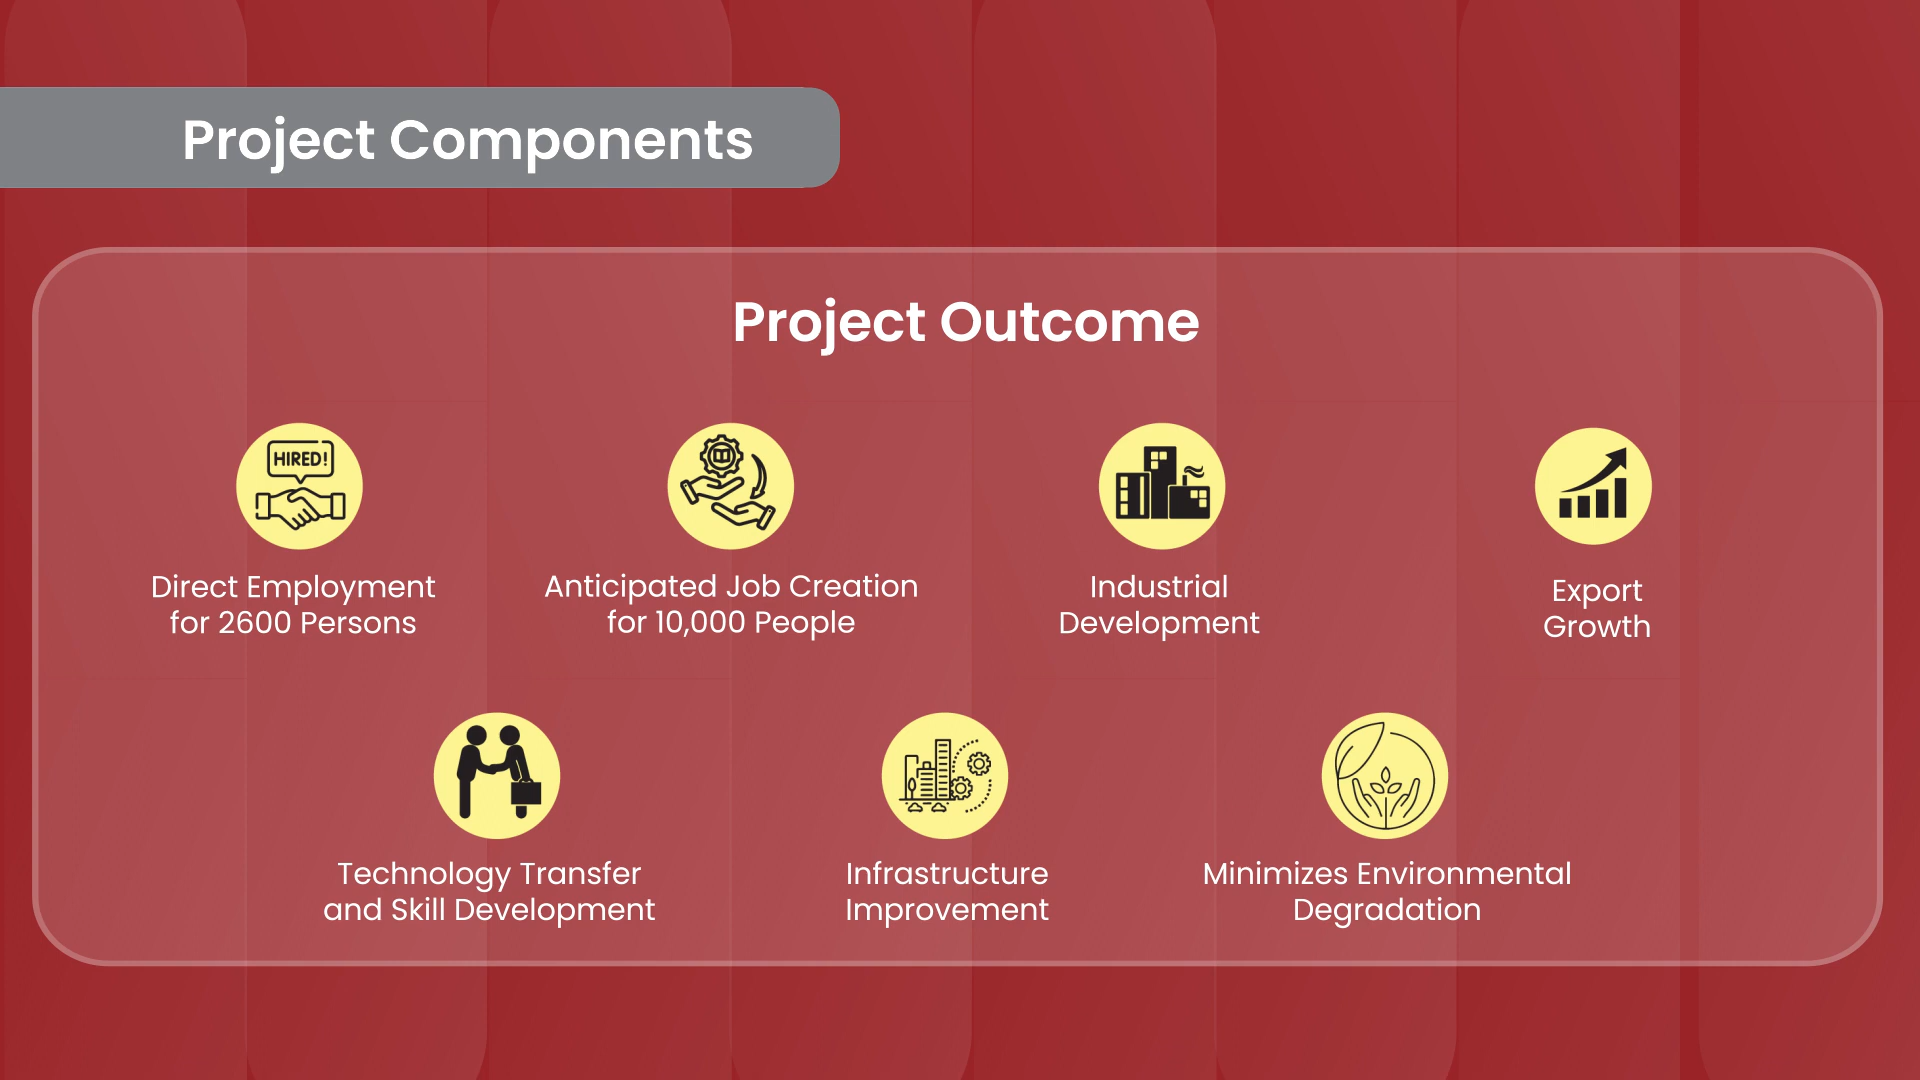 Project Components
Project Outcome
HIRED!
Direct Employment
for 2600 Persons
Anticipated Job Creation
for 10,000 People
Industrial
Development
Export
Growth
Technology Transfer
and Skill Development
Infrastructure
Improvement
Minimizes Environmental
Degradation